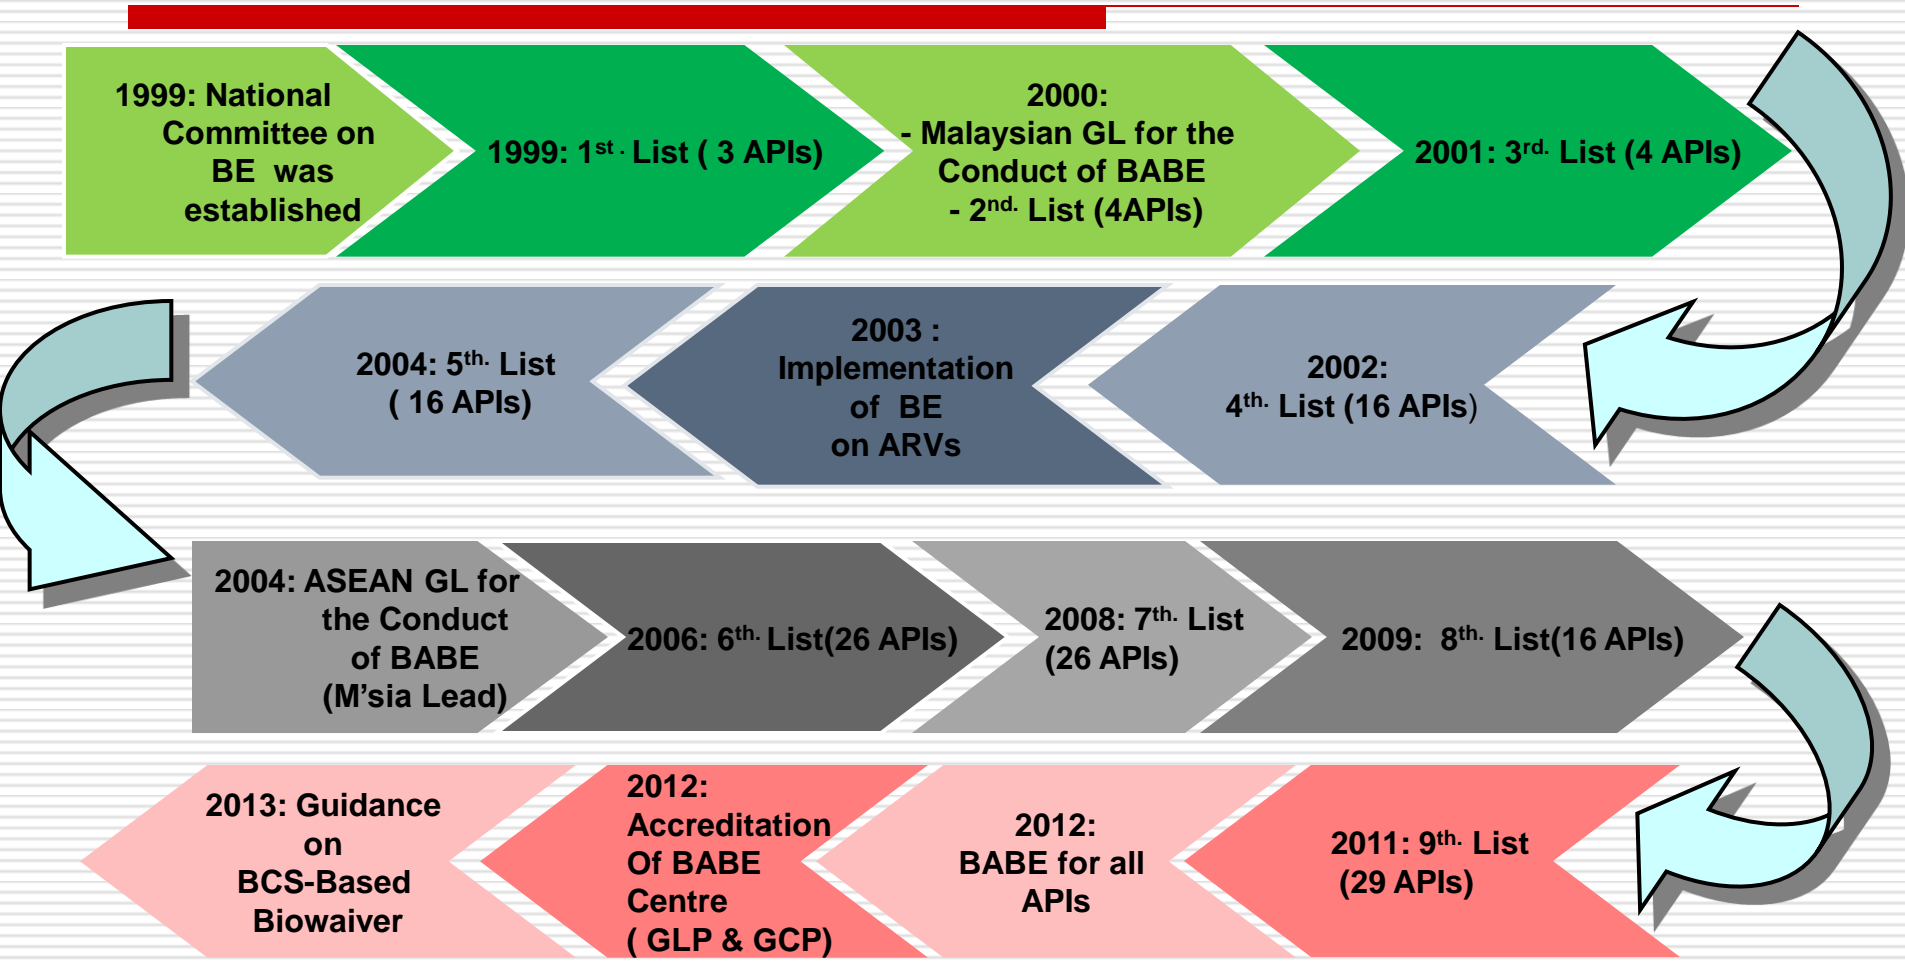 1999: National
Committee on
BE was
established
1999: 1st. List ( 3 APIs)
2000:
- Malaysian GL for the
Conduct of BABE
- 2nd. List (4APIs)
2001: 3rd. List (4 APIs)
2002:
4th. List (16 APIs)
2003 :
Implementation
of BE
on ARVs
2004: 5th. List
( 16 APIs)
2004: ASEAN GL for
the Conduct
of BABE
(M'sia Lead)
2006: 6th. List(26 APIs)
2008: 7th. List
(26 APIs)
2009: 8th. List(16 APIs)
2011: 9th. List
(29 APIs)
2012:
BABE for all
APIs
2012:
Accreditation
Of BABE
Centre
( GLP & GCP)
2013: Guidance
on
BCS-Based
Biowaiver